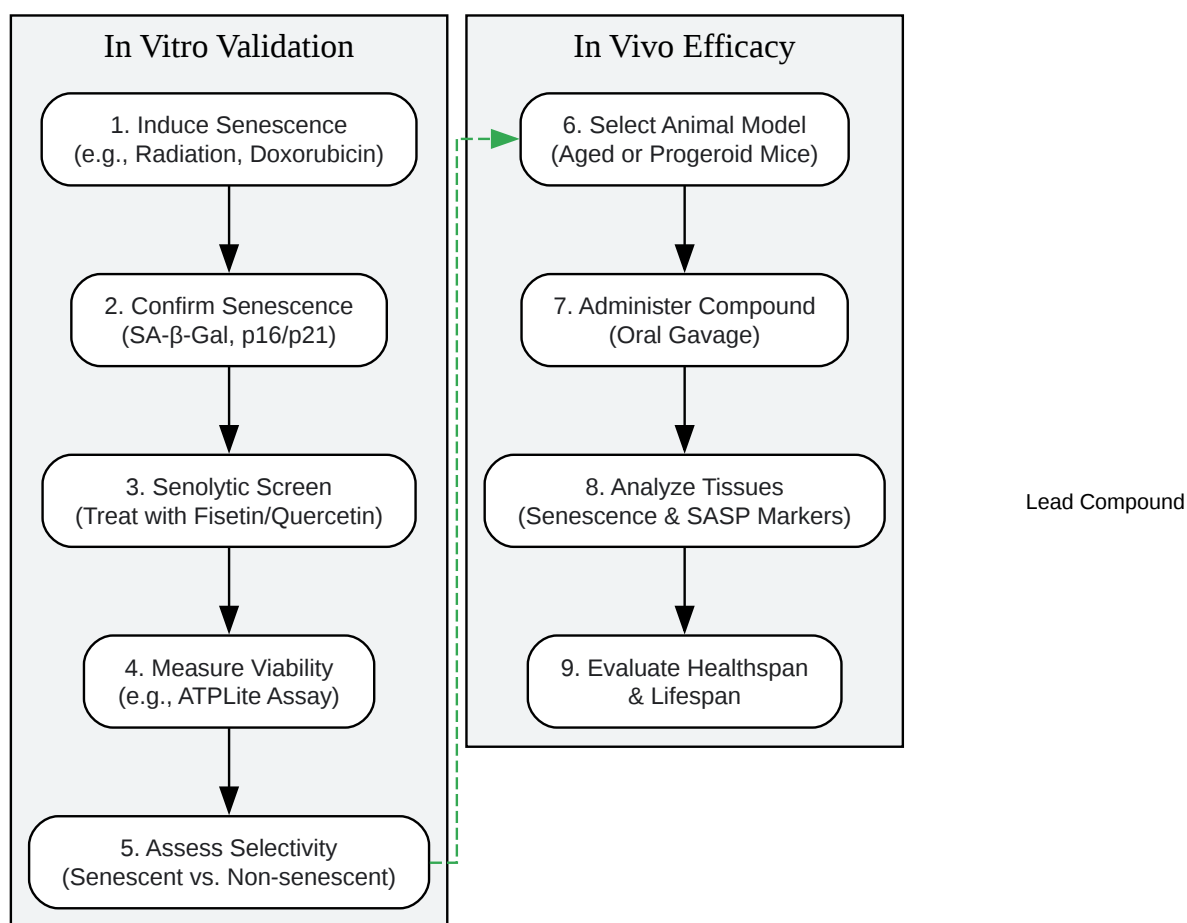 In Vitro Validation
1. Induce Senescence
(e.g., Radiation, Doxorubicin)
2. Confirm Senescence
(SA-β-Gal, p16/p21)
3. Senolytic Screen
(Treat with Fisetin/Quercetin)
4. Measure Viability
(e.g., ATPLite Assay)
5. Assess Selectivity
(Senescent vs. Non-senescent)
In Vivo Efficacy
6. Select Animal Model
(Aged or Progeroid Mice)
7. Administer Compound
(Oral Gavage)
8. Analyze Tissues
(Senescence & SASP Markers)
9. Evaluate Healthspan
& Lifespan
Lead Compound